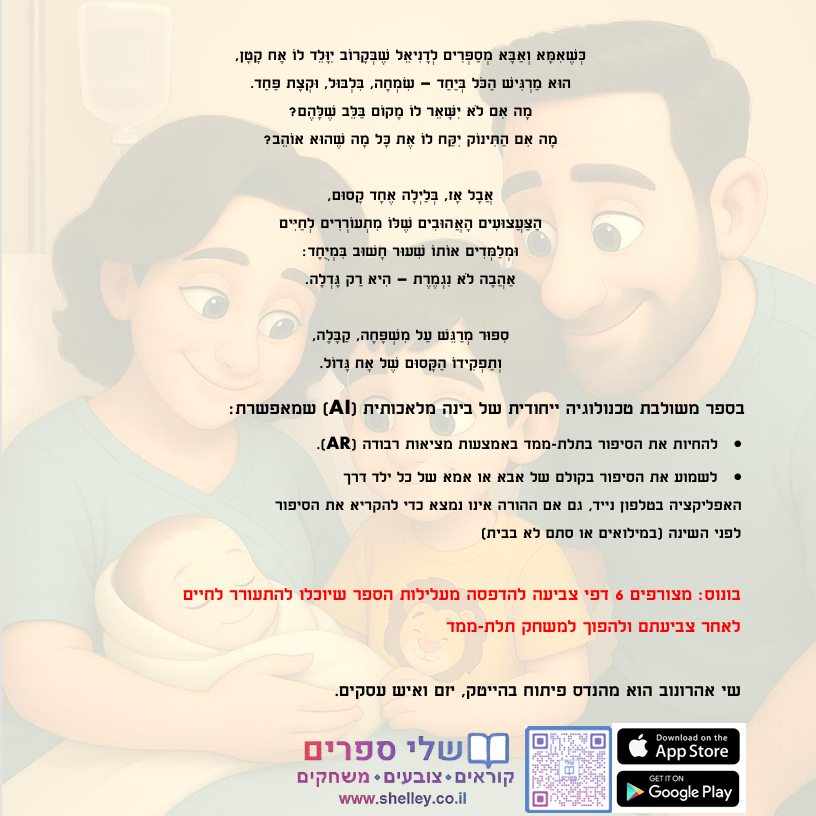 כְּשֶׁאִמָּא וְאַבָּא מְסַפְּרִים לְדָנִיאֵל שֶׁבְּקָרוֹב יִוָּלֵד לוֹ אָח קָטָן,
הוּא מַרְגִּישׁ הַכֹּל בְּיַחַד – שִׂמְחָה, בִּלְבּוּל, וּקְצָת פַּחַד.
מָה אִם לֹא יִשָּׁאֵר לוֹ מָקוֹם בַּלֵּב שֶׁלָּהֶם?
מָה אִם הַתִּינוֹק יִקַּח לוֹ אֶת כָּל מָה שֶׁהוּא אוֹהֵב?
אֲבָל אָז, בְּלַיְלָה אֶחָד קָסוּם,
הַצַּעֲצוּעִים הָאֲהוּבִים שֶׁלּוֹ מִתְעוֹרְרִים לְחַיִּים
וּמְלַמְּדִים אוֹתוֹ שִׁעוּר חָשׁוּב בִּמְיֻחָד:
אַהֲבָה לֹא נִגְמֶרֶת – הִיא רַק גְּדֵלָה.
סִפּוּר מְרַגֵּשׁ עַל מִשְׁפָּחָה, קַבָּלָה,
וְתַפְקִידוֹ הַקָּסוּם שֶׁל אָח גָּדוֹל.
בספר משולבת טכנולוגיה ייחודית של בינה מלאכותית (AI) שמאפשרת:
• להחיות את הסיפור בתלת-ממד באמצעות מציאות רבודה (AR).
• לשמוע את הסיפור בקולם של אבא או אמא של כל ילד דרך
האפליקציה בטלפון נייד, גם אם ההורה אינו נמצא כדי להקריא את הסיפור
לפני השינה (במילואים או סתם לא בבית)
בונוס: מצורפים 6 דפי צביעה להדפסה מעלילות הספר שיוכלו להתעורר לחיים
לאחר צביעתם ולהפוך למשחק תלת-ממד
שי אהרונוב הוא מהנדס פיתוח בהייטק, יזם ואיש עסקים.
שלי ספרים
קוראים • צובעים • משחקים
www.shelley.co.il
Download on the
App Store
GET IT ON
Google Play